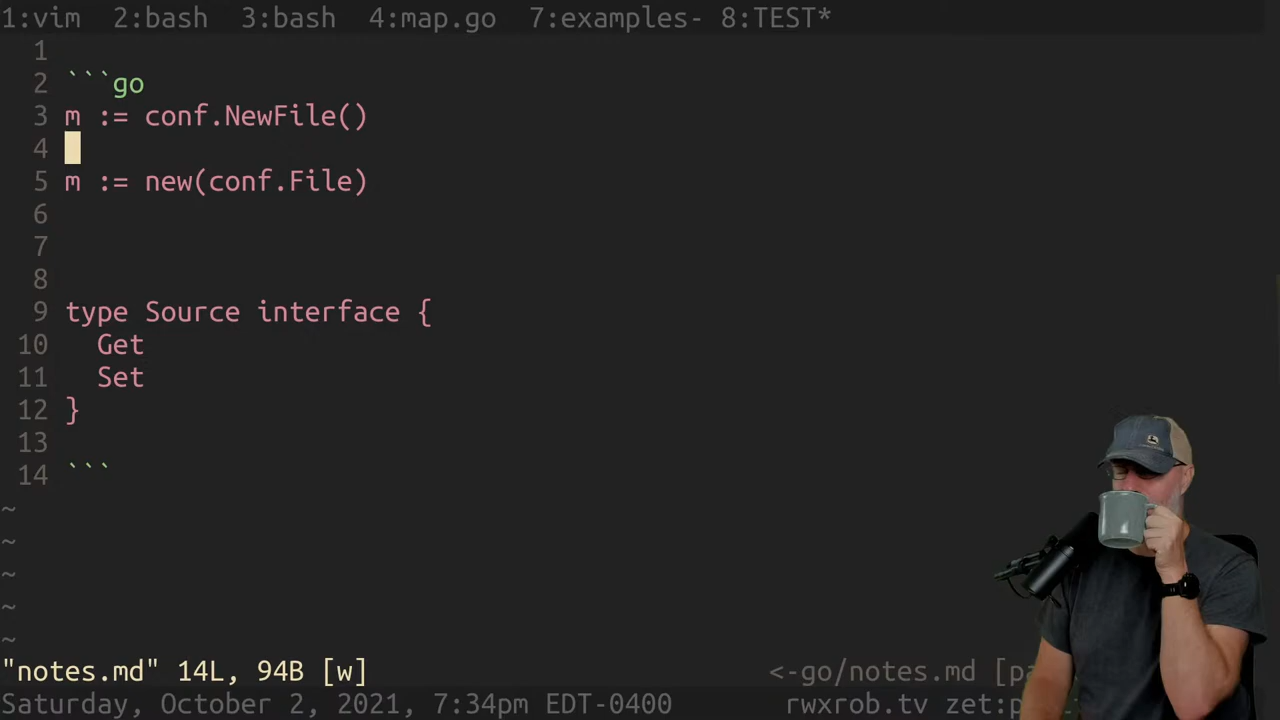 1:vim 2:bash 3:bash 4:map.go 7:examples- 8:TEST*
1
2 ```go
3 m := conf.NewFile()
4
5 m := new(conf.File)
6
7
8
9 type Source interface {
10 Get
11 Set
12 }
13
14 ```
~
~
~
~
~
"notes.md" 14L, 94B [w] <-go/notes.md [pa
Saturday, October 2, 2021, 7:34pm EDT-0400 rwxrob.tv zet:p